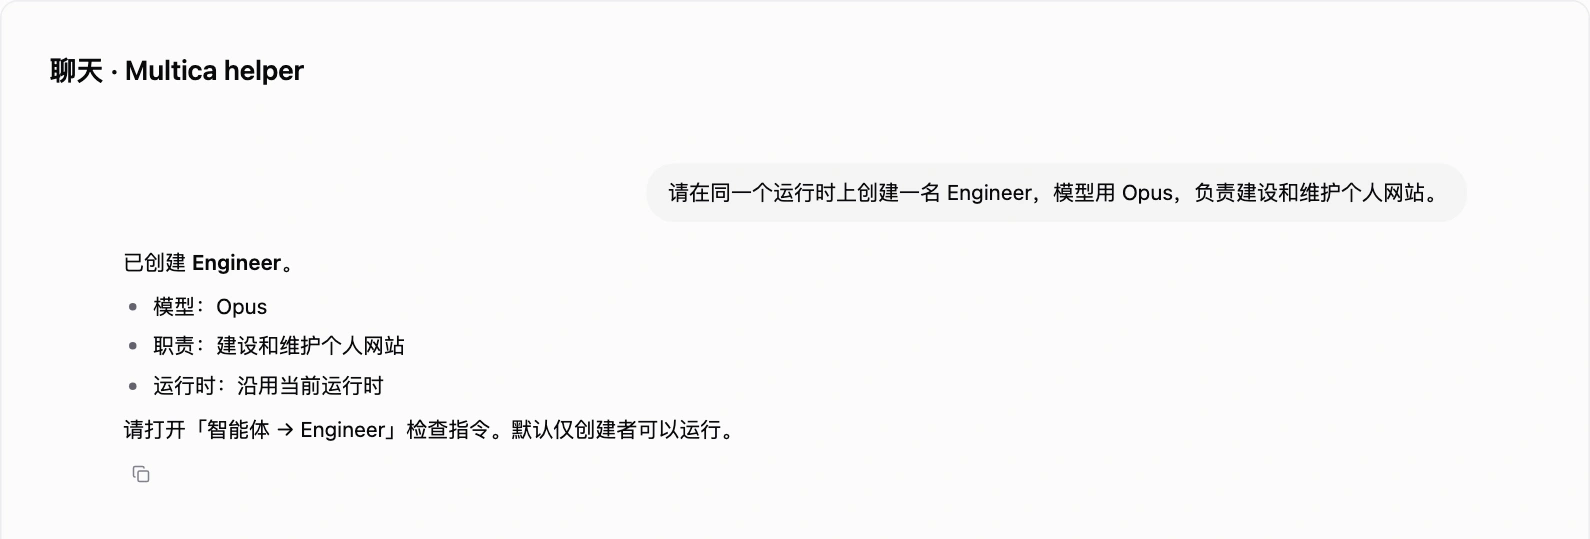 聊天 · Multica helper
请在同一个运行时上创建一名 Engineer，模型用 Opus，负责建设和维护个人网站。
已创建 Engineer。
模型：Opus
职责：建设和维护个人网站
运行时：沿用当前运行时
请打开「智能体 → Engineer」检查指令。默认仅创建者可以运行。